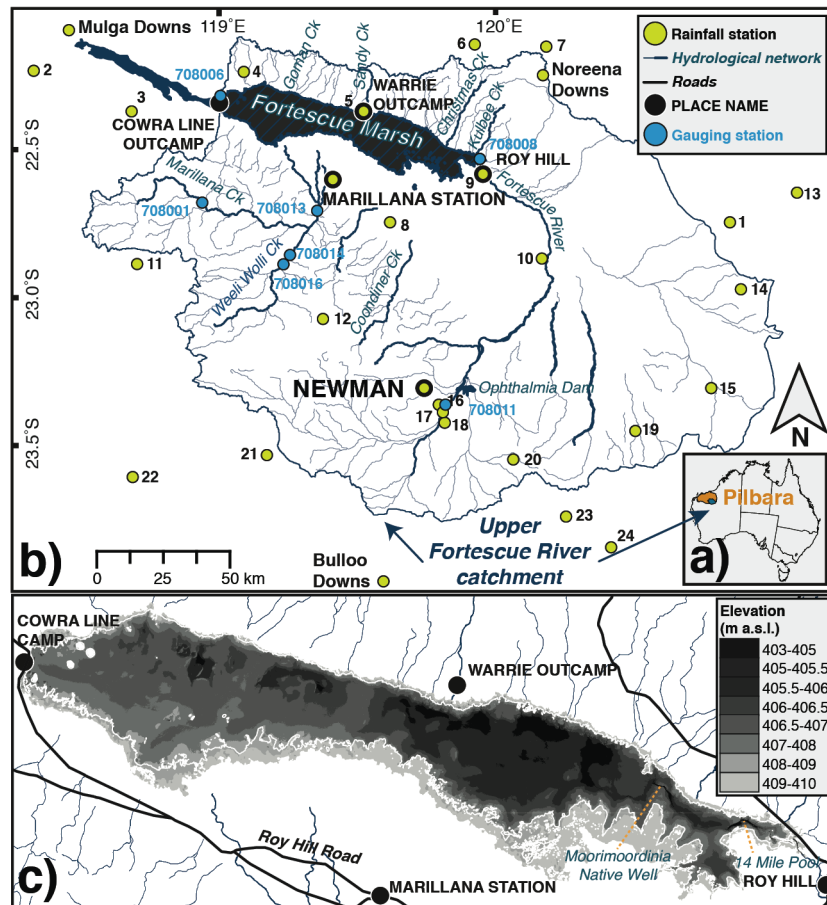 119°E
120°E
Mulga Downs
2
708006
4
Goman Ck
Sandy Ck
6
7
Noreena
Downs
Christmas Ck
Kulbee Ck
3
COWRA LINE
OUTCAMP
5
WARRIE
OUTCAMP
Fortescue Marsh
708008
ROY HILL
9
Fortescue River
22.5°S
Marillana Ck
708001
MARILLANA STATION
708013
8
13
1
11
708014
708016
Weeli Wolli Ck
Coondiner Ck
10
14
23.0°S
12
NEWMAN
Ophthalmia Dam
16
708011
17
18
15
19
20
23.5°S
21
22
23
24
Rainfall station
Hydrological network
Roads
PLACE NAME
Gauging station
N
Pilbara
a)
b)
0 25 50 km
Bulloo
Downs
Upper
Fortescue River
catchment
COWRA LINE
CAMP
WARRIE OUTCAMP
Elevation
(m a.s.l.)
403-405
405-405.5
405.5-406
406-406.5
406.5-407
407-408
408-409
409-410
Roy Hill Road
Moorimoordinia
Native Well
14 Mile Pool
ROY HILL
MARILLANA STATION
c)